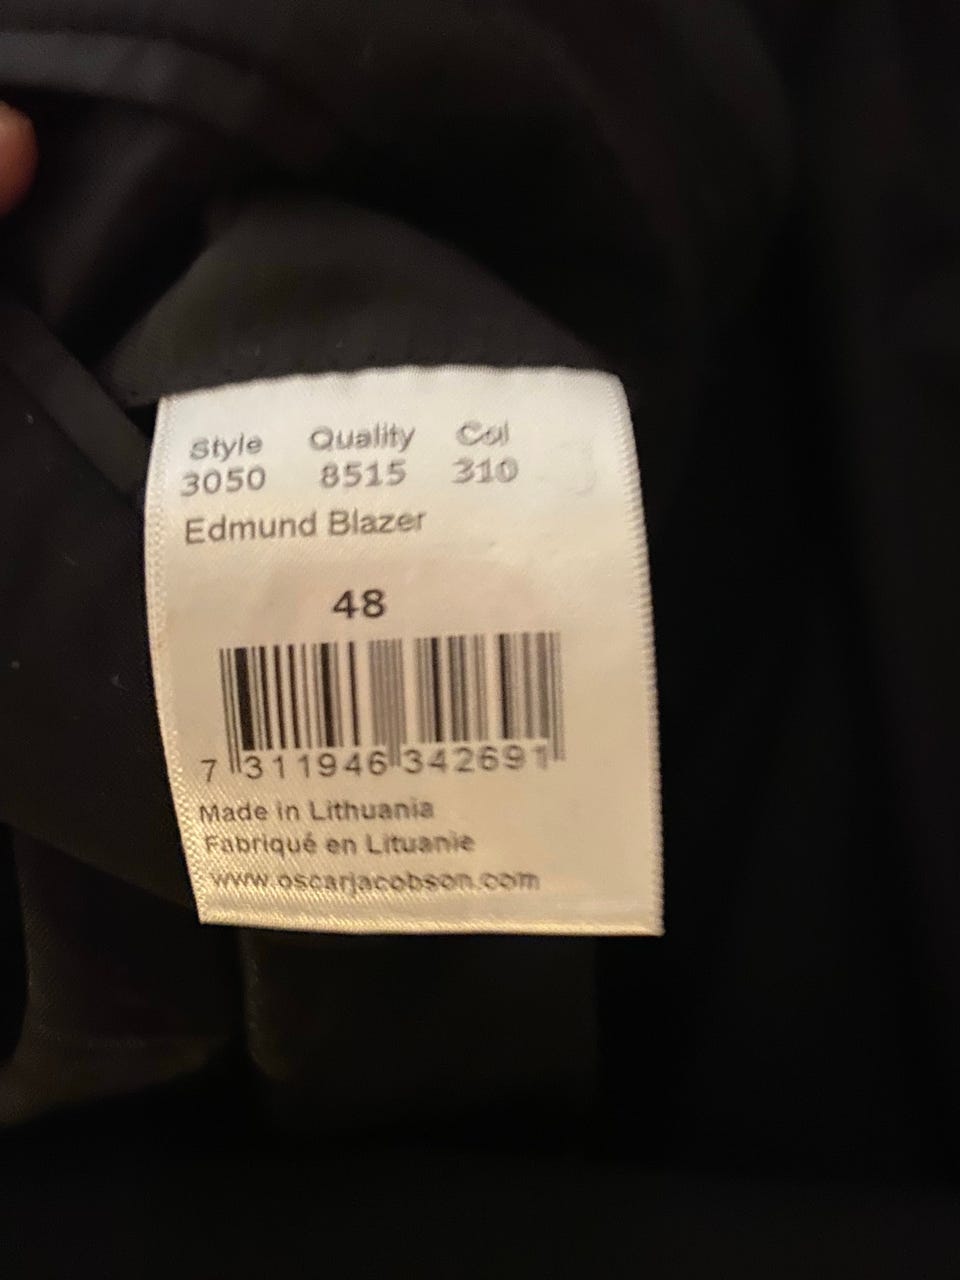 Style Quality Col
3050 8515 310
Edmund Blazer
48
7 311946 342691
Made in Lithuania
Fabriqué en Lituanie
www.oscarjacobson.com